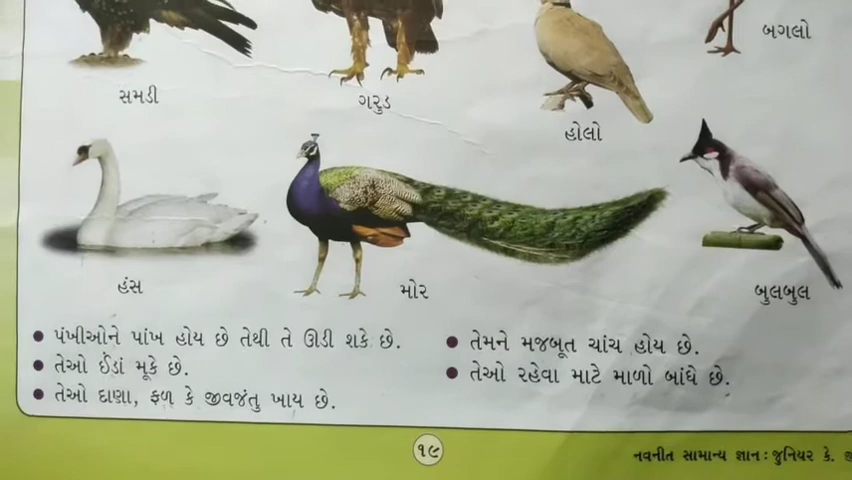 બગલો
સમડી
ગરુડ
હોલો
હંસ
મોર
બુલબુલ
પંખીઓને પાંખ હોય છે તેથી તે ઊડી શકે છે.
તેઓ ઈંડાં મૂકે છે.
તેઓ દાણા, ફળ કે જીવજંતુ ખાય છે.
તેમને મજબૂત ચાંચ હોય છે.
તેઓ રહેવા માટે માળો બાંધે છે.
૧૯
નવનીત સામાન્ય જ્ઞાન : જુનિયર કે.